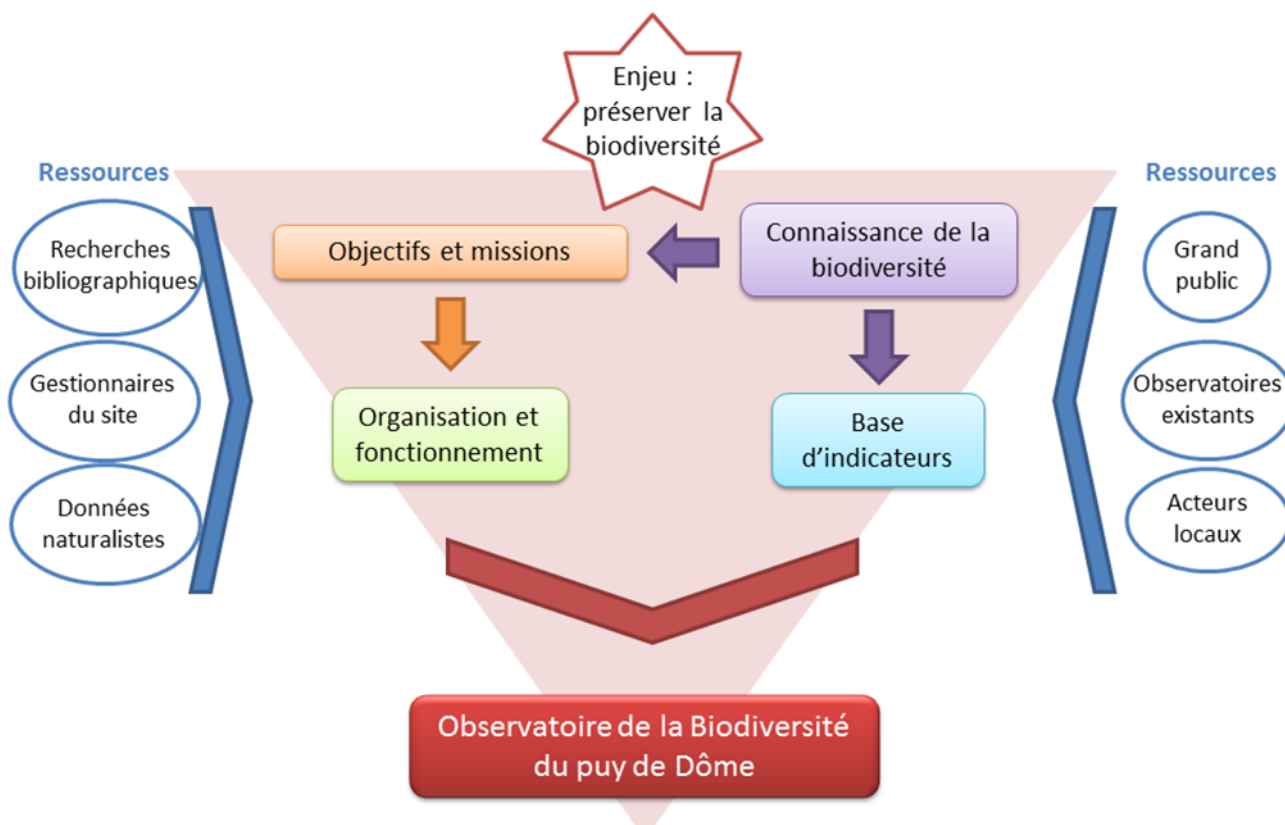 Enjeu :
préserver la
biodiversité
Ressources
Recherches
bibliographiques
Gestionnaires
du site
Données
naturalistes
Objectifs et missions
Connaissance de la
biodiversité
Organisation et
fonctionnement
Base
d’indicateurs
Ressources
Grand
public
Observatoires
existants
Acteurs
locaux
Observatoire de la Biodiversité
du puy de Dôme